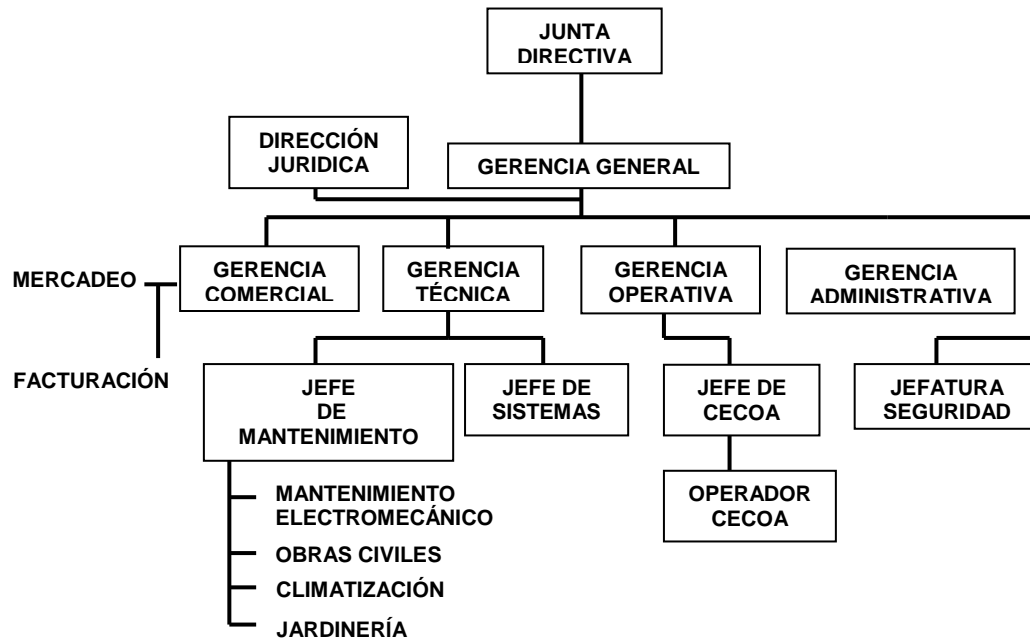 JUNTA
DIRECTIVA
DIRECCIÓN
JURIDICA
GERENCIA GENERAL
MERCADEO
GERENCIA
COMERCIAL
GERENCIA
TÉCNICA
GERENCIA
OPERATIVA
GERENCIA
ADMINISTRATIVA
FACTURACIÓN
JEFE
DE
MANTENIMIENTO
JEFE DE
SISTEMAS
JEFE DE
CECOA
JEFATURA
SEGURIDAD
MANTENIMIENTO
ELECTROMECÁNICO
OPERADOR
CECOA
OBRAS CIVILES
CLIMATIZACIÓN
JARDINERÍA